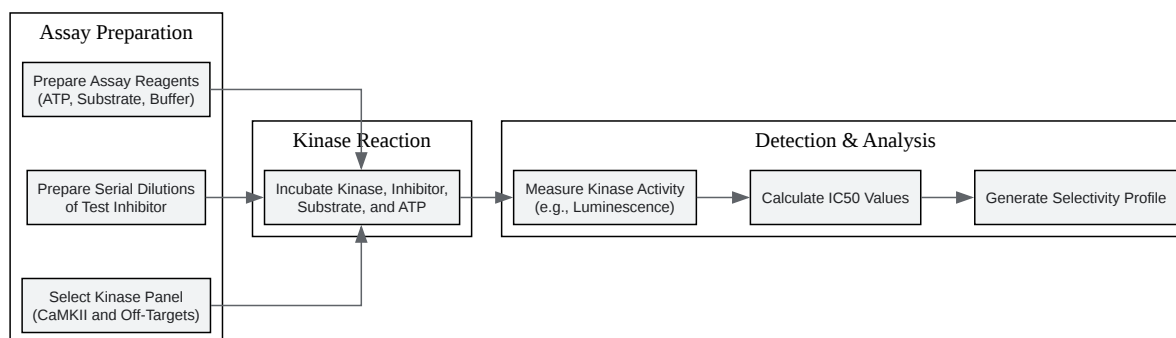 Assay Preparation
Prepare Assay Reagents
(ATP, Substrate, Buffer)
Prepare Serial Dilutions
of Test Inhibitor
Select Kinase Panel
(CaMKII and Off-Targets)
Kinase Reaction
Incubate Kinase, Inhibitor,
Substrate, and ATP
Detection & Analysis
Measure Kinase Activity
(e.g., Luminescence)
Calculate IC50 Values
Generate Selectivity Profile